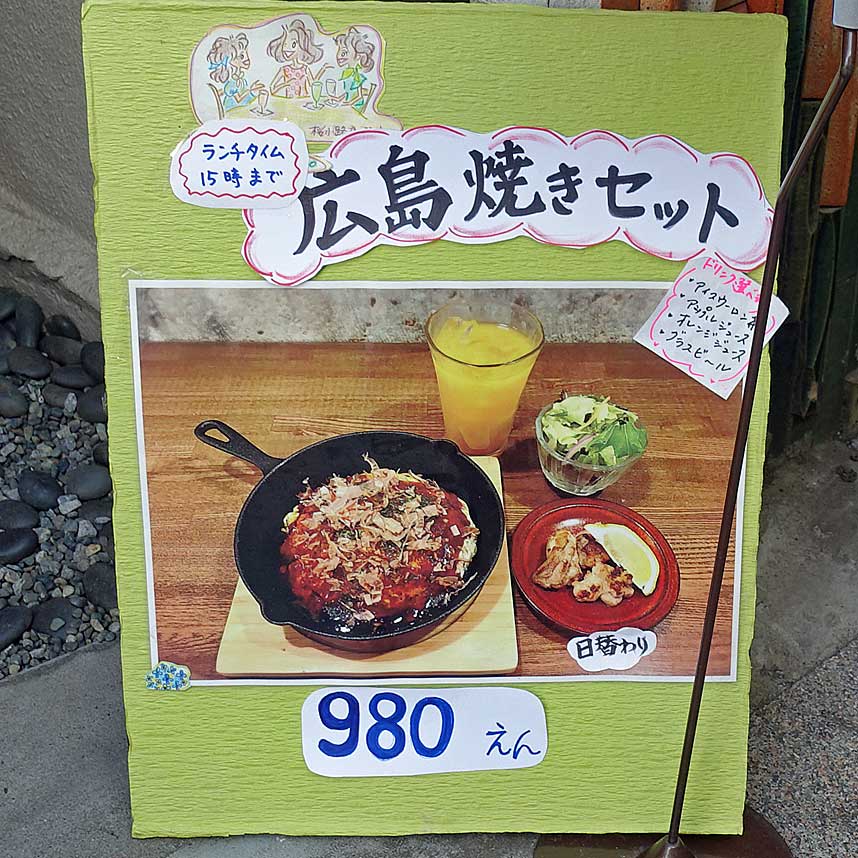 ランチタイム
15時まで
広島焼きセット
ドリンク選べる
・アイスウーロン茶
・アップルジュース
・オレンジジュース
・グラスビール
日替わり
980 えん